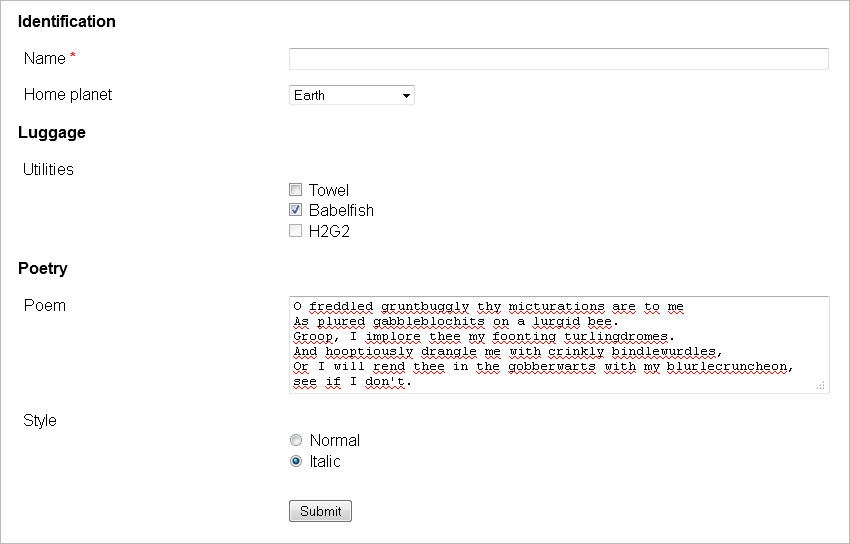 Identification
Name *
Home planet Earth
Luggage
Utilities
Towel
Babelfish
H2G2
Poetry
Poem
O freddled gruntbuggly thy micturations are to me
As plured gabbleblochits on a lurgid bee.
Groop, I implore thee my foonting turlingdromes.
And hooptiously drangle me with crinkly bindlewurdles,
Or I will rend thee in the gobberwarts with my blurlecruncheon,
see if I don't.
Style
Normal
Italic
Submit